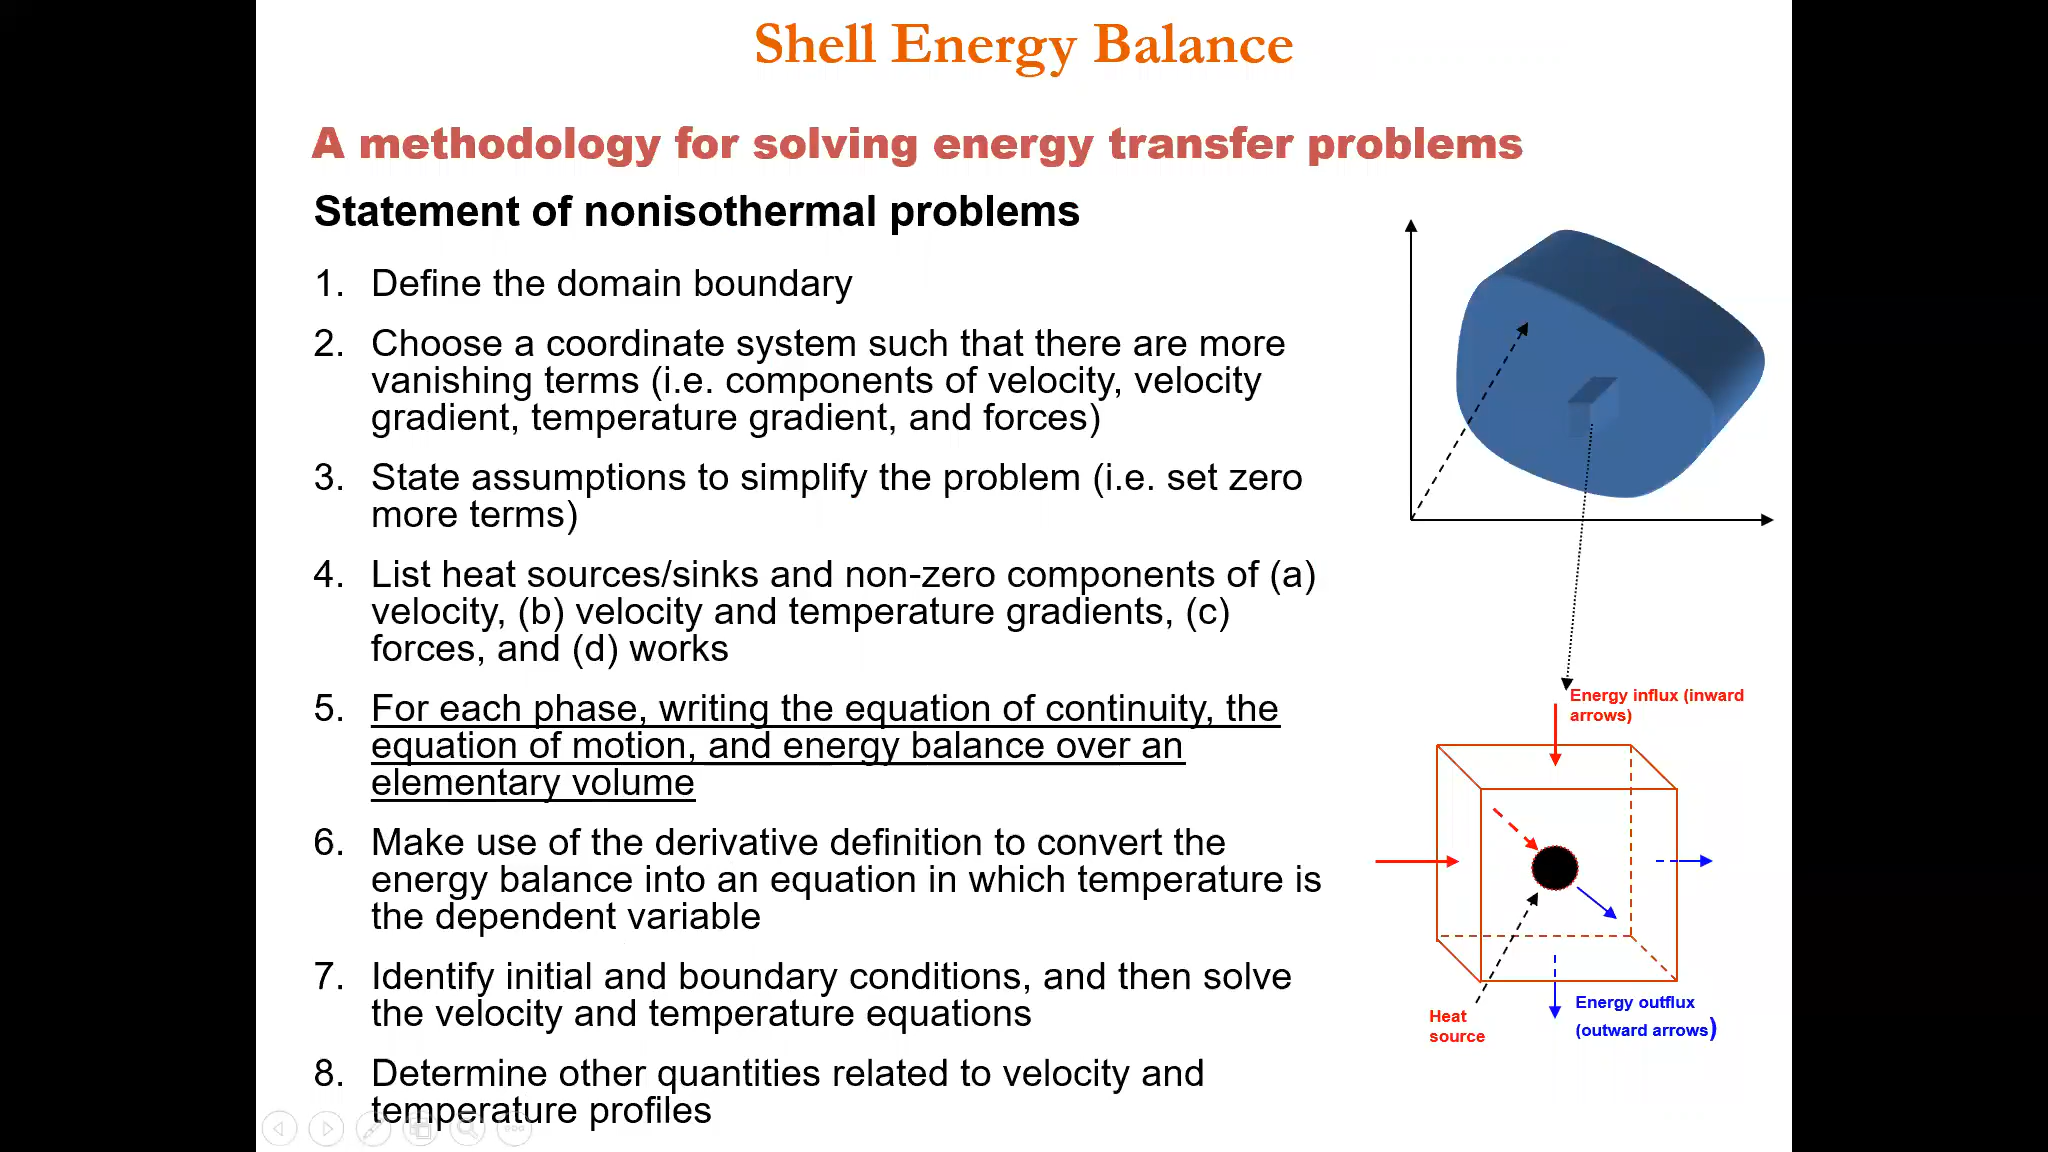 Shell Energy Balance
A methodology for solving energy transfer problems
Statement of nonisothermal problems
1. Define the domain boundary
2. Choose a coordinate system such that there are more
vanishing terms (i.e. components of velocity, velocity
gradient, temperature gradient, and forces)
3. State assumptions to simplify the problem (i.e. set zero
more terms)
4. List heat sources/sinks and non-zero components of (a)
velocity, (b) velocity and temperature gradients, (c)
forces, and (d) works
5. For each phase, writing the equation of continuity, the
equation of motion, and energy balance over an
elementary volume
6. Make use of the derivative definition to convert the
energy balance into an equation in which temperature is
the dependent variable
7. Identify initial and boundary conditions, and then solve
the velocity and temperature equations
8. Determine other quantities related to velocity and
temperature profiles
Energy influx (inward
arrows)
Heat
source
Energy outflux
(outward arrows)